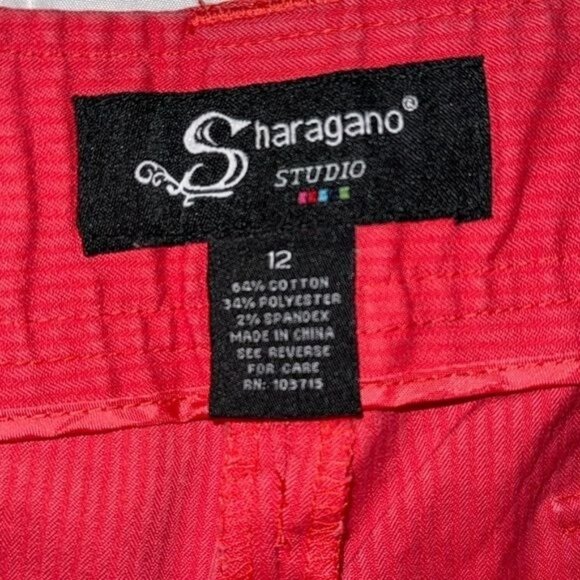 Sharagano®
STUDIO
12
64% COTTON
34% POLYESTER
2% SPANDEX
MADE IN CHINA
SEE REVERSE
FOR CARE
RN: 103715